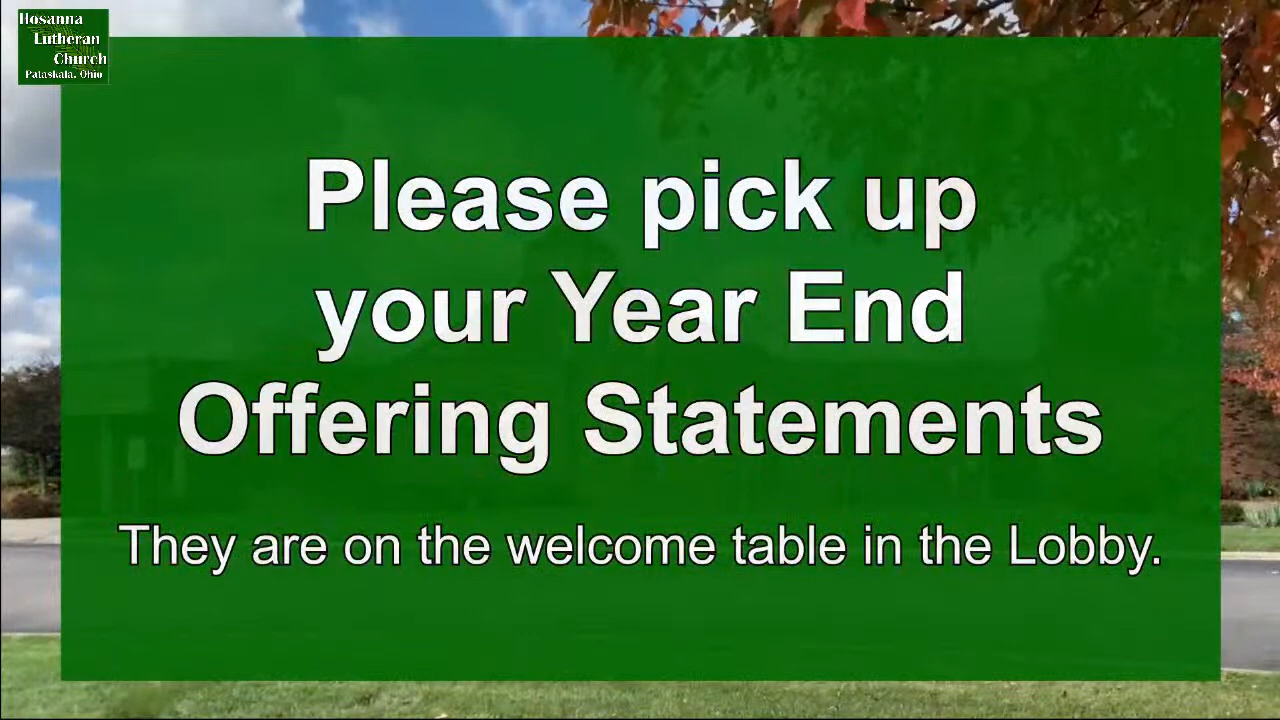 Hosanna
Lutheran
Church
Pataskala, Ohio
Please pick up
your Year End
Offering Statements
They are on the welcome table in the Lobby.